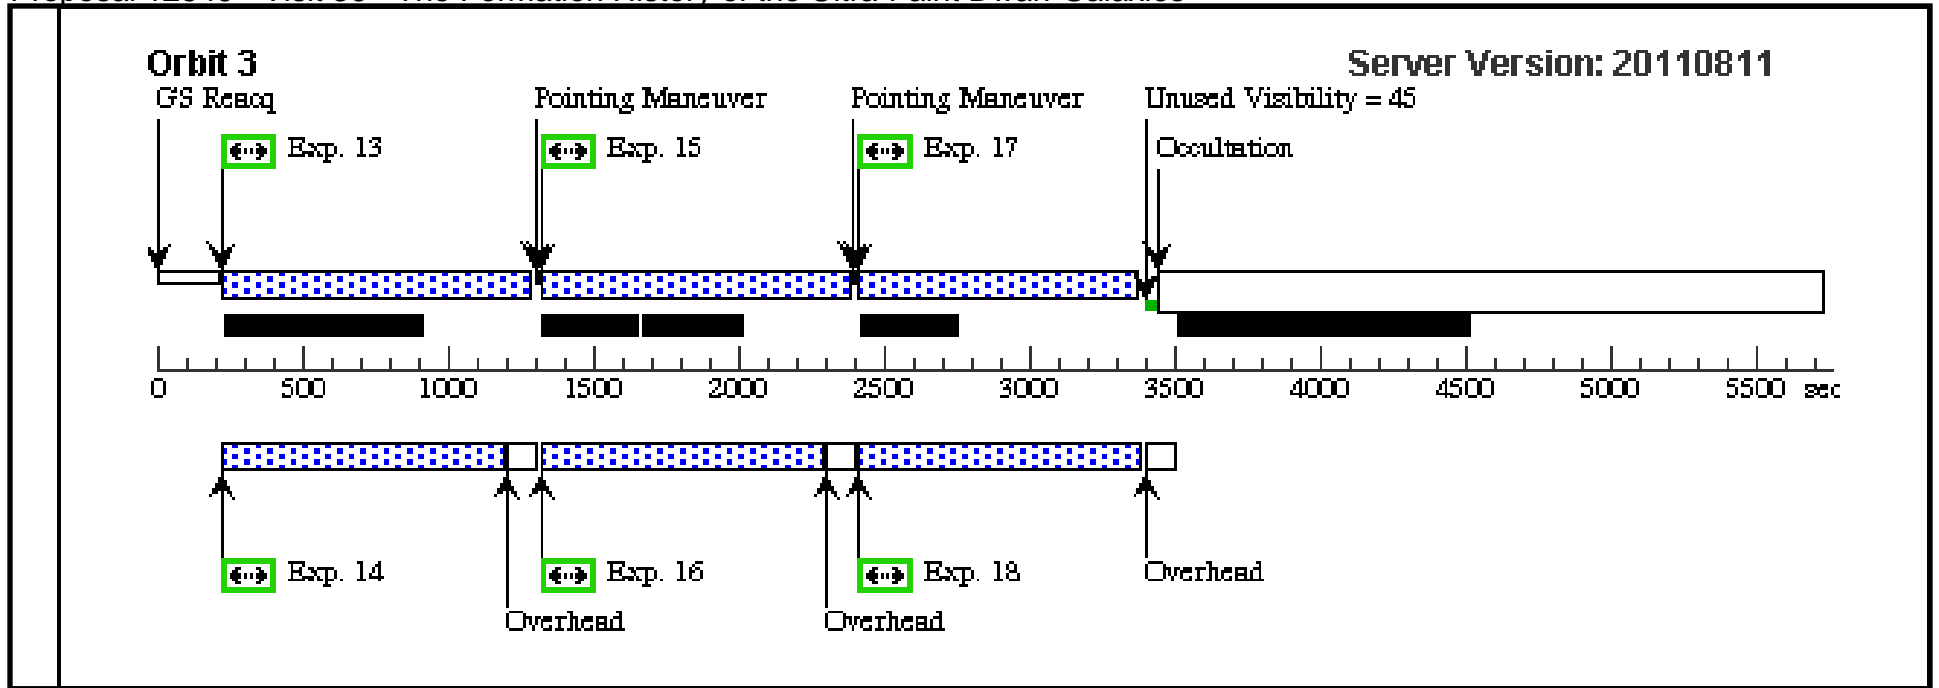 Orbit 3
Server Version: 20110811
GS Reacq
Pointing Maneuver
Pointing Maneuver
Unused Visibility = 45
Exp. 13
Exp. 15
Exp. 17
Occultation
0 500 1000 1500 2000 2500 3000 3500 4000 4500 5000 5500 sec
Exp. 14
Exp. 16
Exp. 18
Overhead
Overhead
Overhead